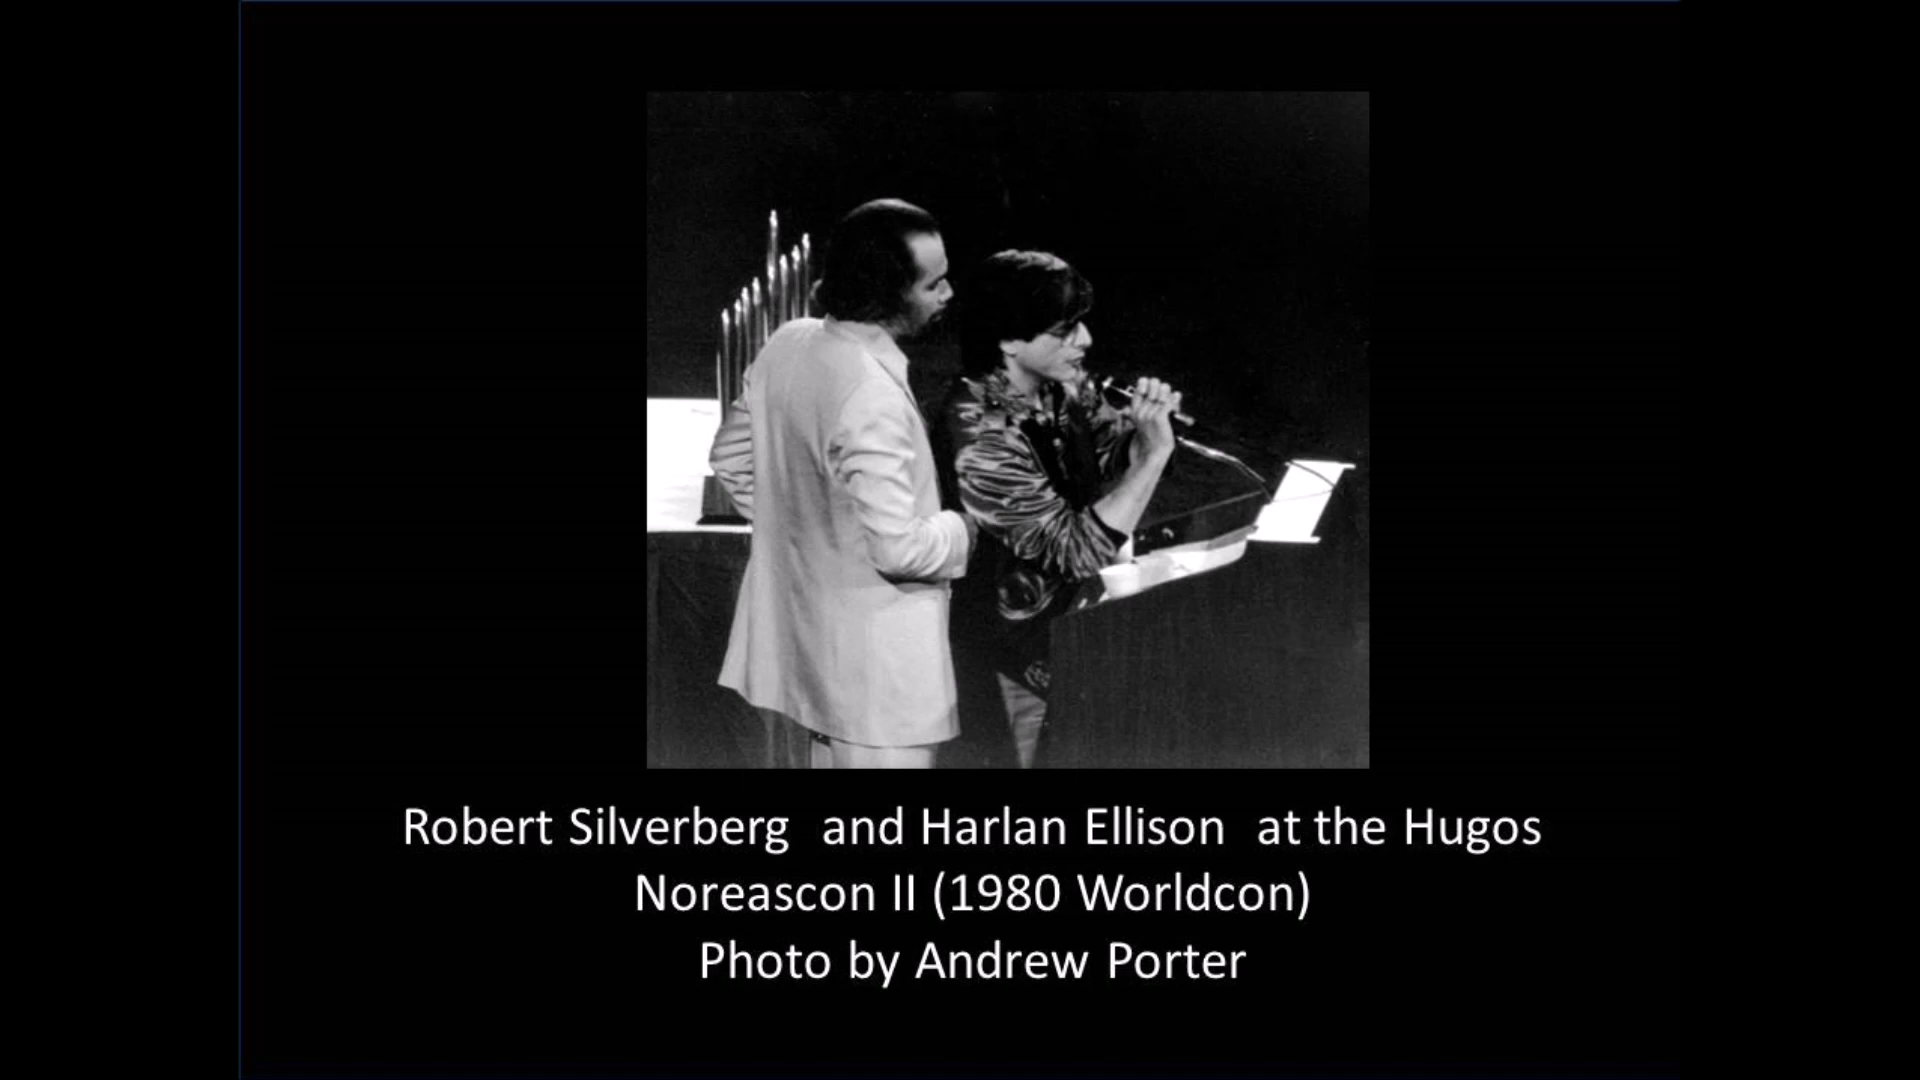 Robert Silverberg  and Harlan Ellison  at the Hugos
Noreascon II (1980 Worldcon)
Photo by Andrew Porter